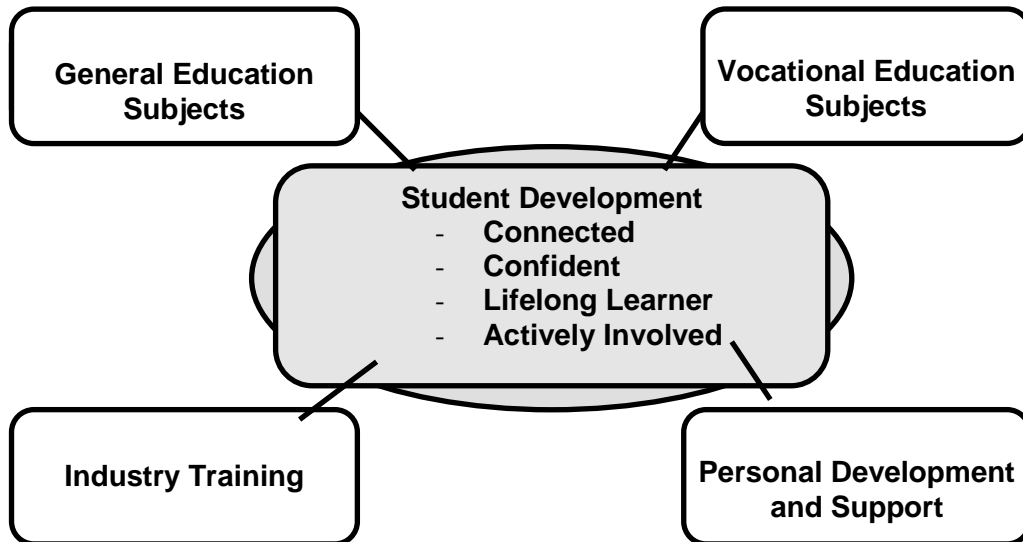 General Education
Subjects
Vocational Education
Subjects
Student Development
- Connected
- Confident
- Lifelong Learner
- Actively Involved
Industry Training
Personal Development
and Support